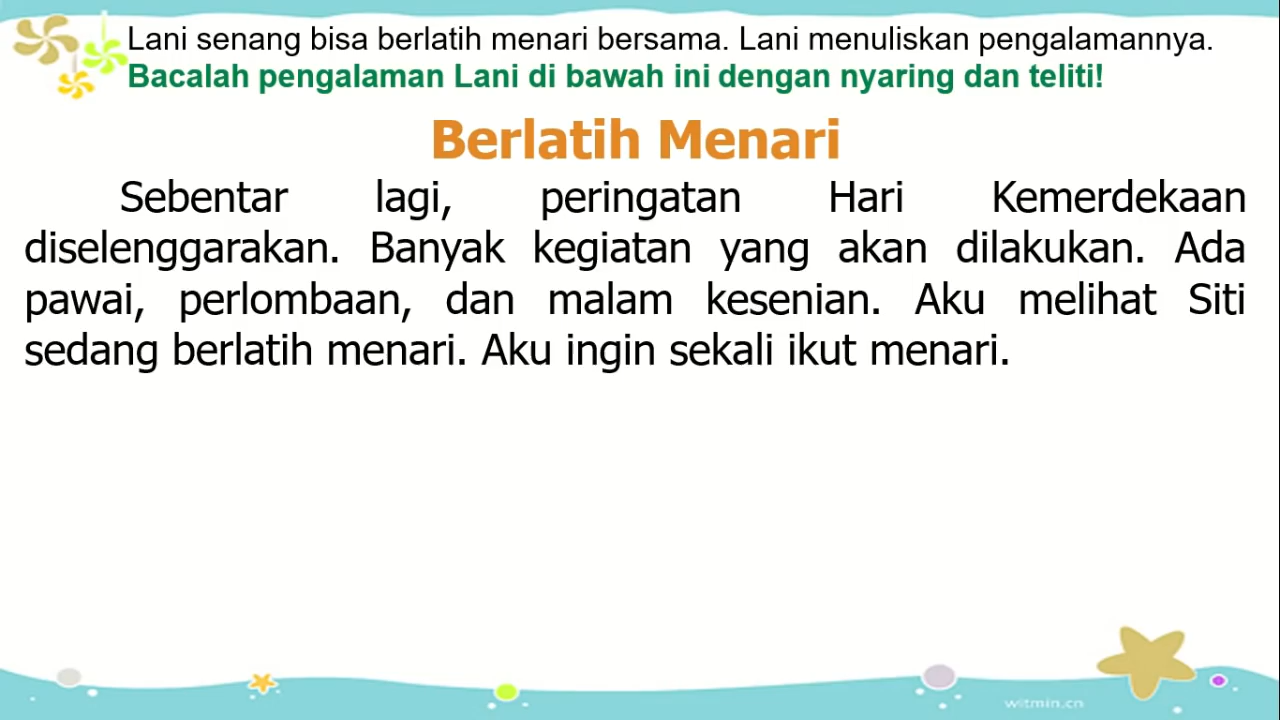 Lani senang bisa berlatih menari bersama. Lani menuliskan pengalamannya.
Bacalah pengalaman Lani di bawah ini dengan nyaring dan teliti!
Berlatih Menari
Sebentar lagi, peringatan Hari Kemerdekaan
diselenggarakan. Banyak kegiatan yang akan dilakukan. Ada
pawai, perlombaan, dan malam kesenian. Aku melihat Siti
sedang berlatih menari. Aku ingin sekali ikut menari.
witmin.cn